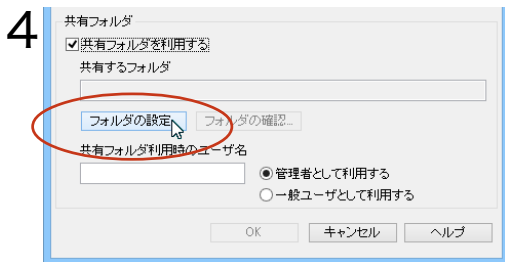 4
共有フォルダ
共有フォルダを利用する
共有するフォルダ
フォルダの設定... フォルダの確認...
共有フォルダ利用時のユーザ名
管理者として利用する
一般ユーザとして利用する
OK キャンセル ヘルプ